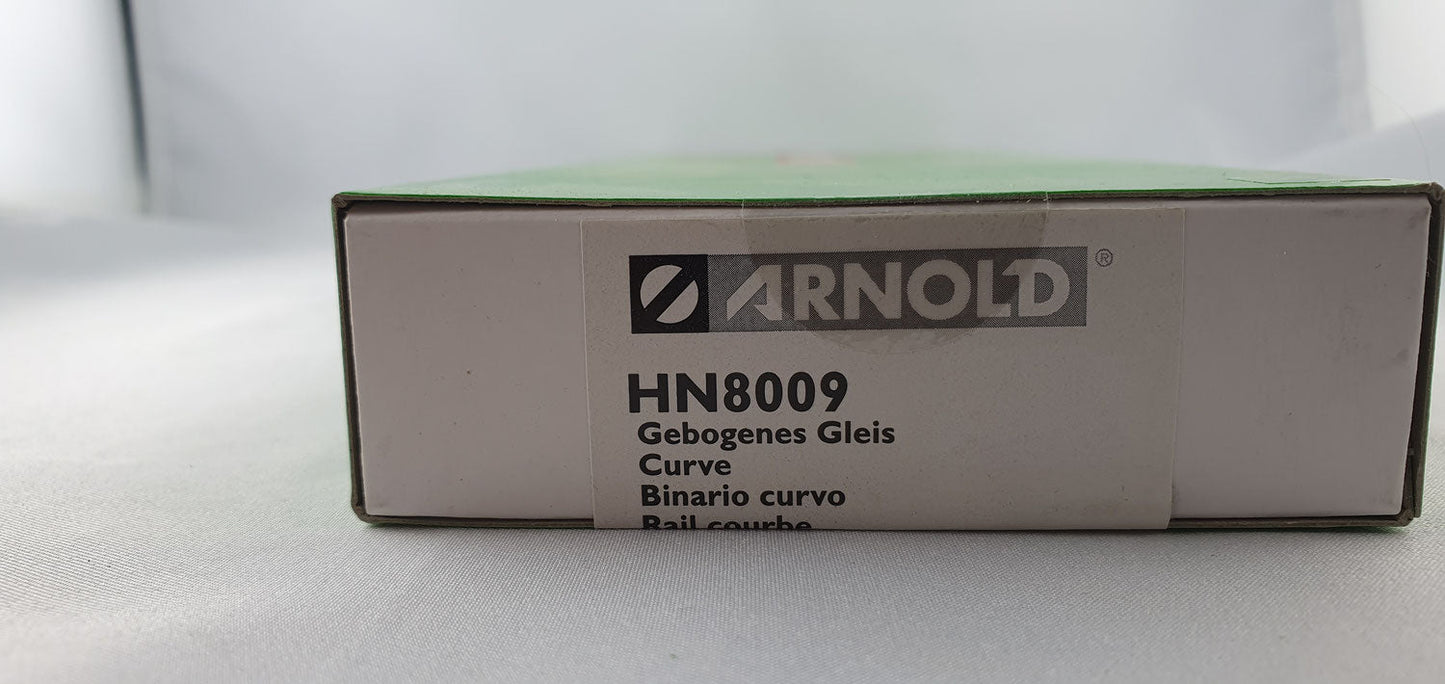 ARNOLD®
HN8009
Gebogenes Gleis
Curve
Binario curvo
Rail courbe